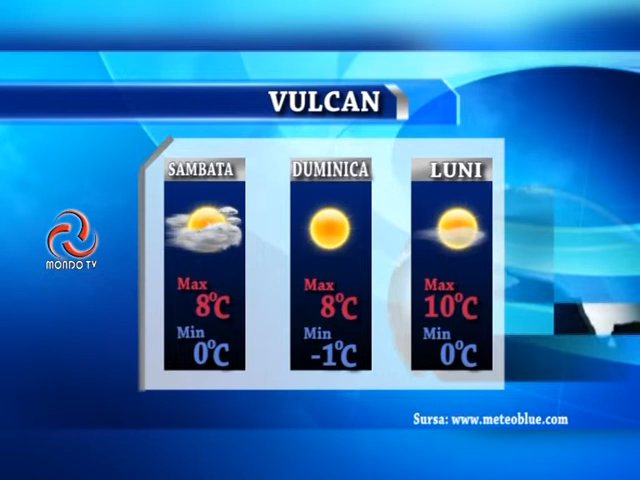 VULCAN
SAMBATA
Max
8°C
Min
0°C
DUMINICA
Max
8°C
Min
-1°C
LUNI
Max
10°C
Min
0°C
MONDO TV
Sursa: www.meteoblue.com